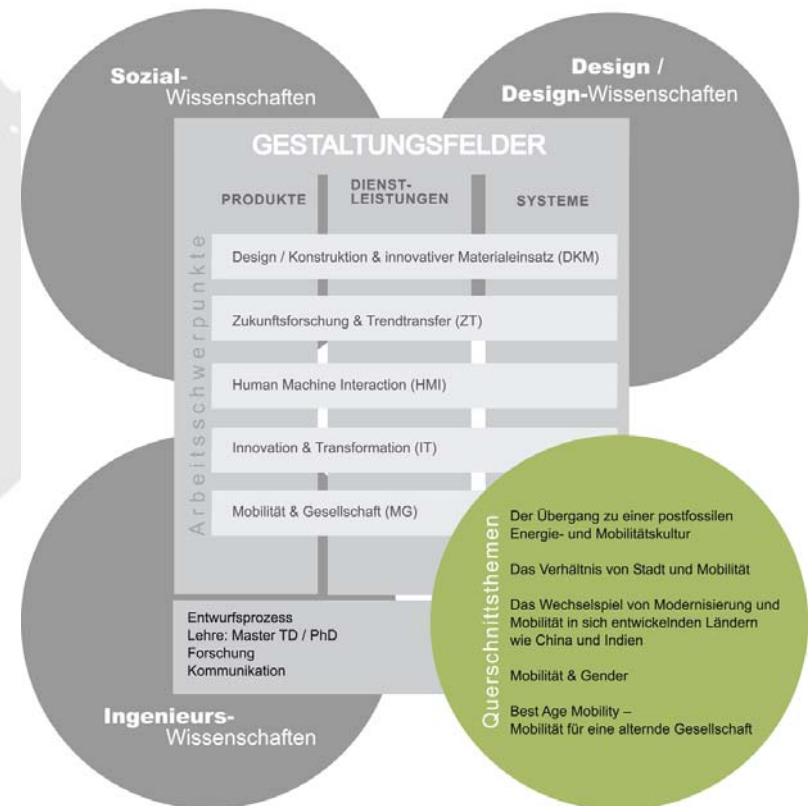 Sozial-
Wissenschaften
Design /
Design-Wissenschaften
GESTALTUNGSFELDER
PRODUKTE
DIENST-
LEISTUNGEN
SYSTEME
Arbeitsschwerpunkte
Design / Konstruktion & innovativer Materialeinsatz (DKM)
Zukunftsforschung & Trendtransfer (ZT)
Human Machine Interaction (HMI)
Innovation & Transformation (IT)
Mobilität & Gesellschaft (MG)
Entwurfsprozess
Lehre: Master TD / PhD
Forschung
Kommunikation
Ingenieurs-
Wissenschaften
Querschnittsthemen
Der Übergang zu einer postfossilen
Energie- und Mobilitätskultur
Das Verhältnis von Stadt und Mobilität
Das Wechselspiel von Modernisierung und
Mobilität in sich entwickelnden Ländern
wie China und Indien
Mobilität & Gender
Best Age Mobility –
Mobilität für eine alternde Gesellschaft